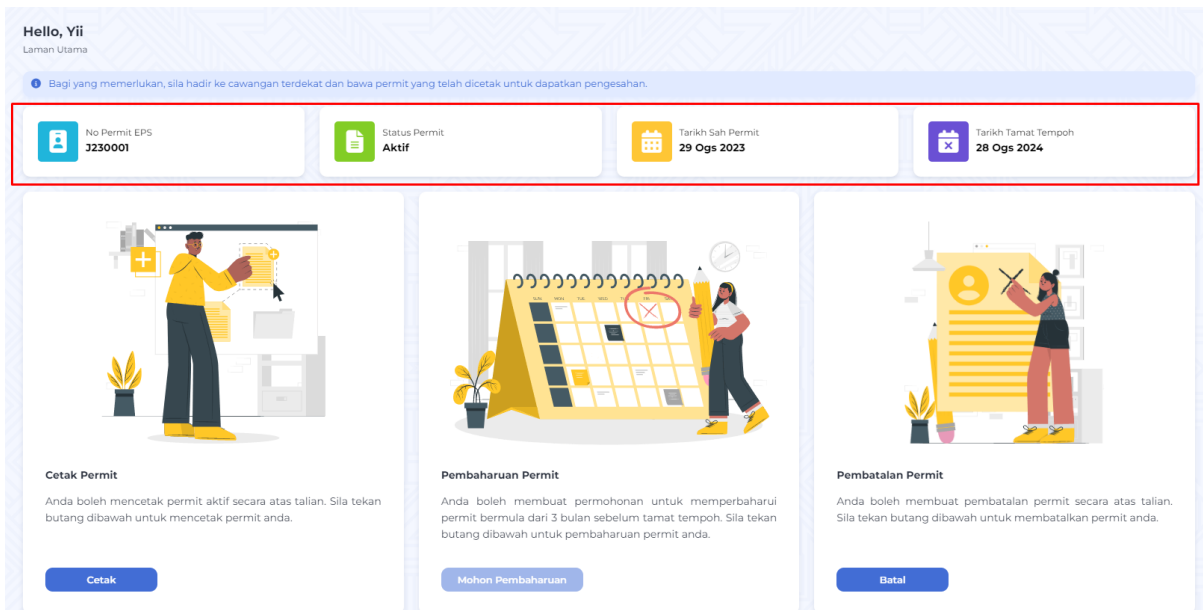 Hello, Yii
Laman Utama
Bagi yang memerlukan, sila hadir ke cawangan terdekat dan bawa permit yang telah dicetak untuk dapatkan pengesahan.
No Permit EPS
J230001
Status Permit
Aktif
Tarikh Sah Permit
29 Ogs 2023
Tarikh Tamat Tempoh
28 Ogs 2024
Cetak Permit
Anda boleh mencetak permit aktif secara atas talian. Sila tekan
butang dibawah untuk mencetak permit anda.
Cetak
Pembaharuan Permit
Anda boleh membuat permohonan untuk memperbaharui
permit bermula dari 3 bulan sebelum tamat tempoh. Sila tekan
butang dibawah untuk pembaharuan permit anda.
Mohon Pembaharuan
Pembatalan Permit
Anda boleh membuat pembatalan permit secara atas talian.
Sila tekan butang dibawah untuk membatalkan permit anda.
Batal